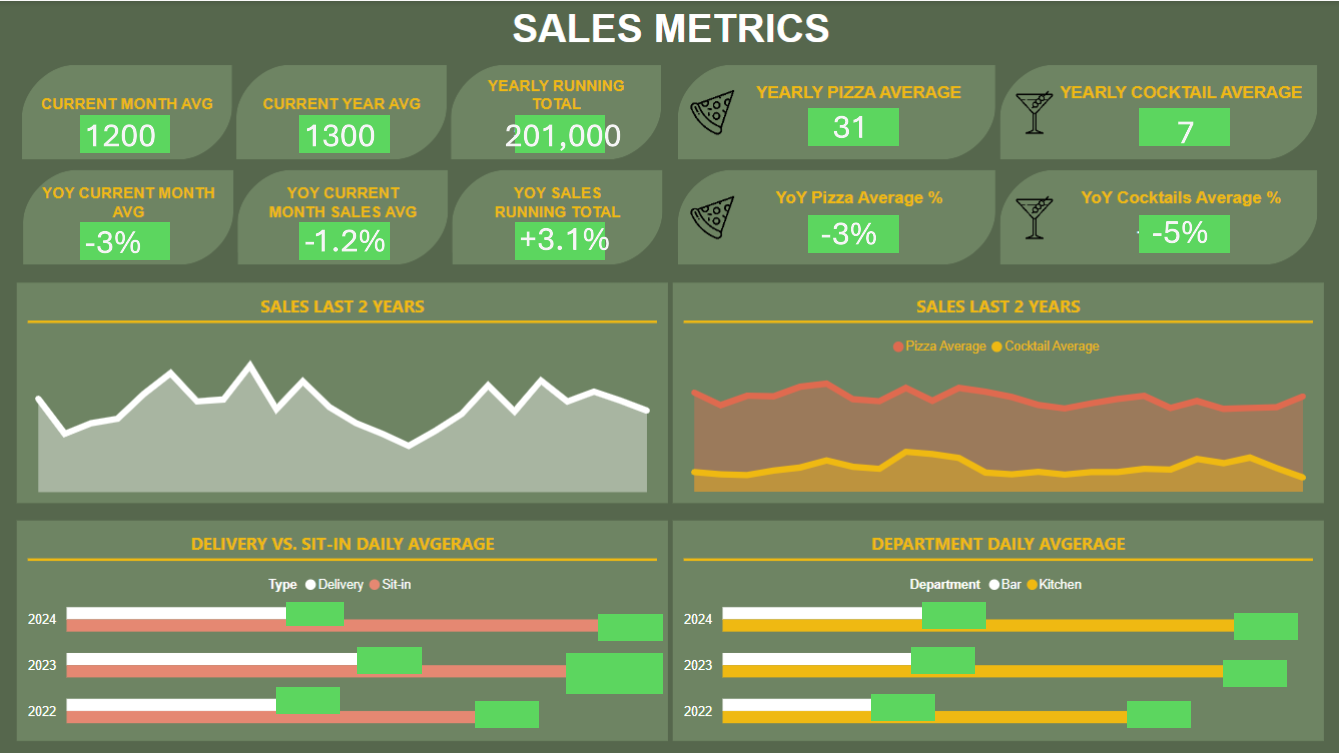 SALES METRICS
CURRENT MONTH AVG
1200
CURRENT YEAR AVG
1300
YEARLY RUNNING
TOTAL
201,000
YEARLY PIZZA AVERAGE
31
YEARLY COCKTAIL AVERAGE
7
YOY CURRENT MONTH
AVG
-3%
YOY CURRENT
MONTH SALES AVG
-1.2%
YOY SALES
RUNNING TOTAL
+3.1%
YoY Pizza Average %
-3%
YoY Cocktails Average %
-5%
SALES LAST 2 YEARS
SALES LAST 2 YEARS
Pizza Average Cocktail Average
DELIVERY VS. SIT-IN DAILY AVGERAGE
Type Delivery Sit-in
2024
2023
2022
DEPARTMENT DAILY AVGERAGE
Department Bar Kitchen
2024
2023
2022